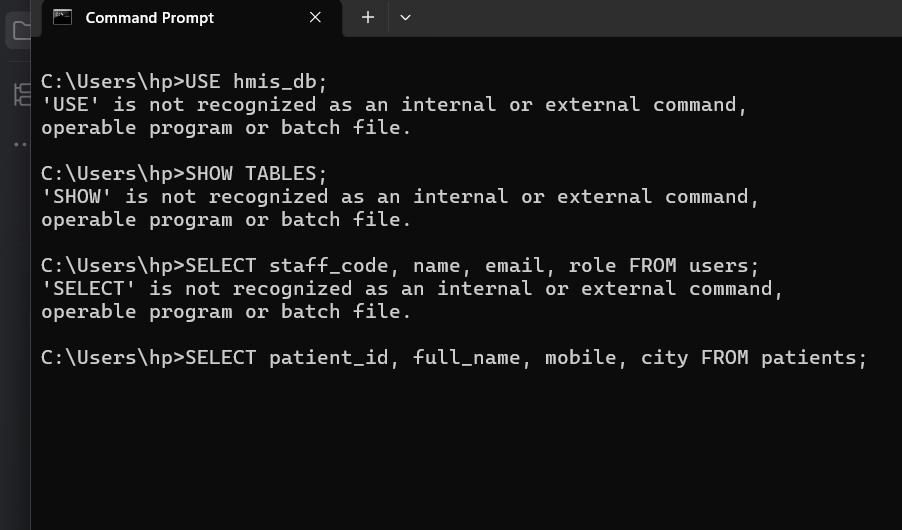 Command Prompt
C:\Users\hp>USE hmis_db;
'USE' is not recognized as an internal or external command,
operable program or batch file.
C:\Users\hp>SHOW TABLES;
'SHOW' is not recognized as an internal or external command,
operable program or batch file.
C:\Users\hp>SELECT staff_code, name, email, role FROM users;
'SELECT' is not recognized as an internal or external command,
operable program or batch file.
C:\Users\hp>SELECT patient_id, full_name, mobile, city FROM patients;